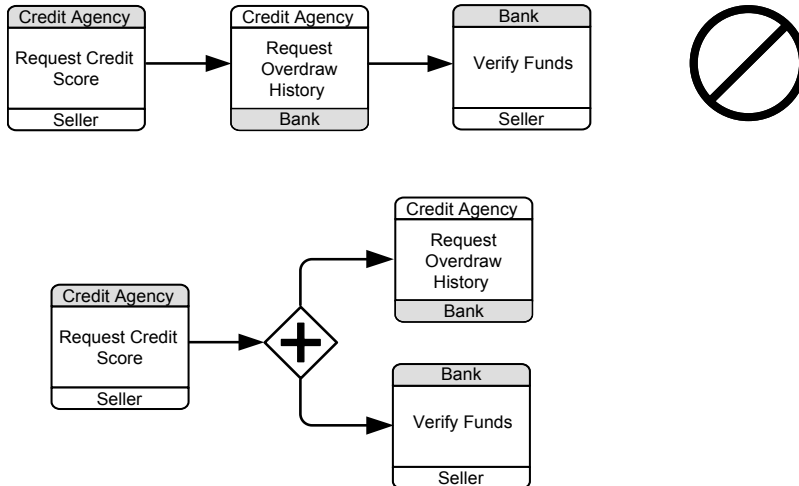 Credit Agency
Request Credit
Score
Seller
Credit Agency
Request
Overdraw
History
Bank
Bank
Verify Funds
Seller
Credit Agency
Request Credit
Score
Seller
Credit Agency
Request
Overdraw
History
Bank
Bank
Verify Funds
Seller